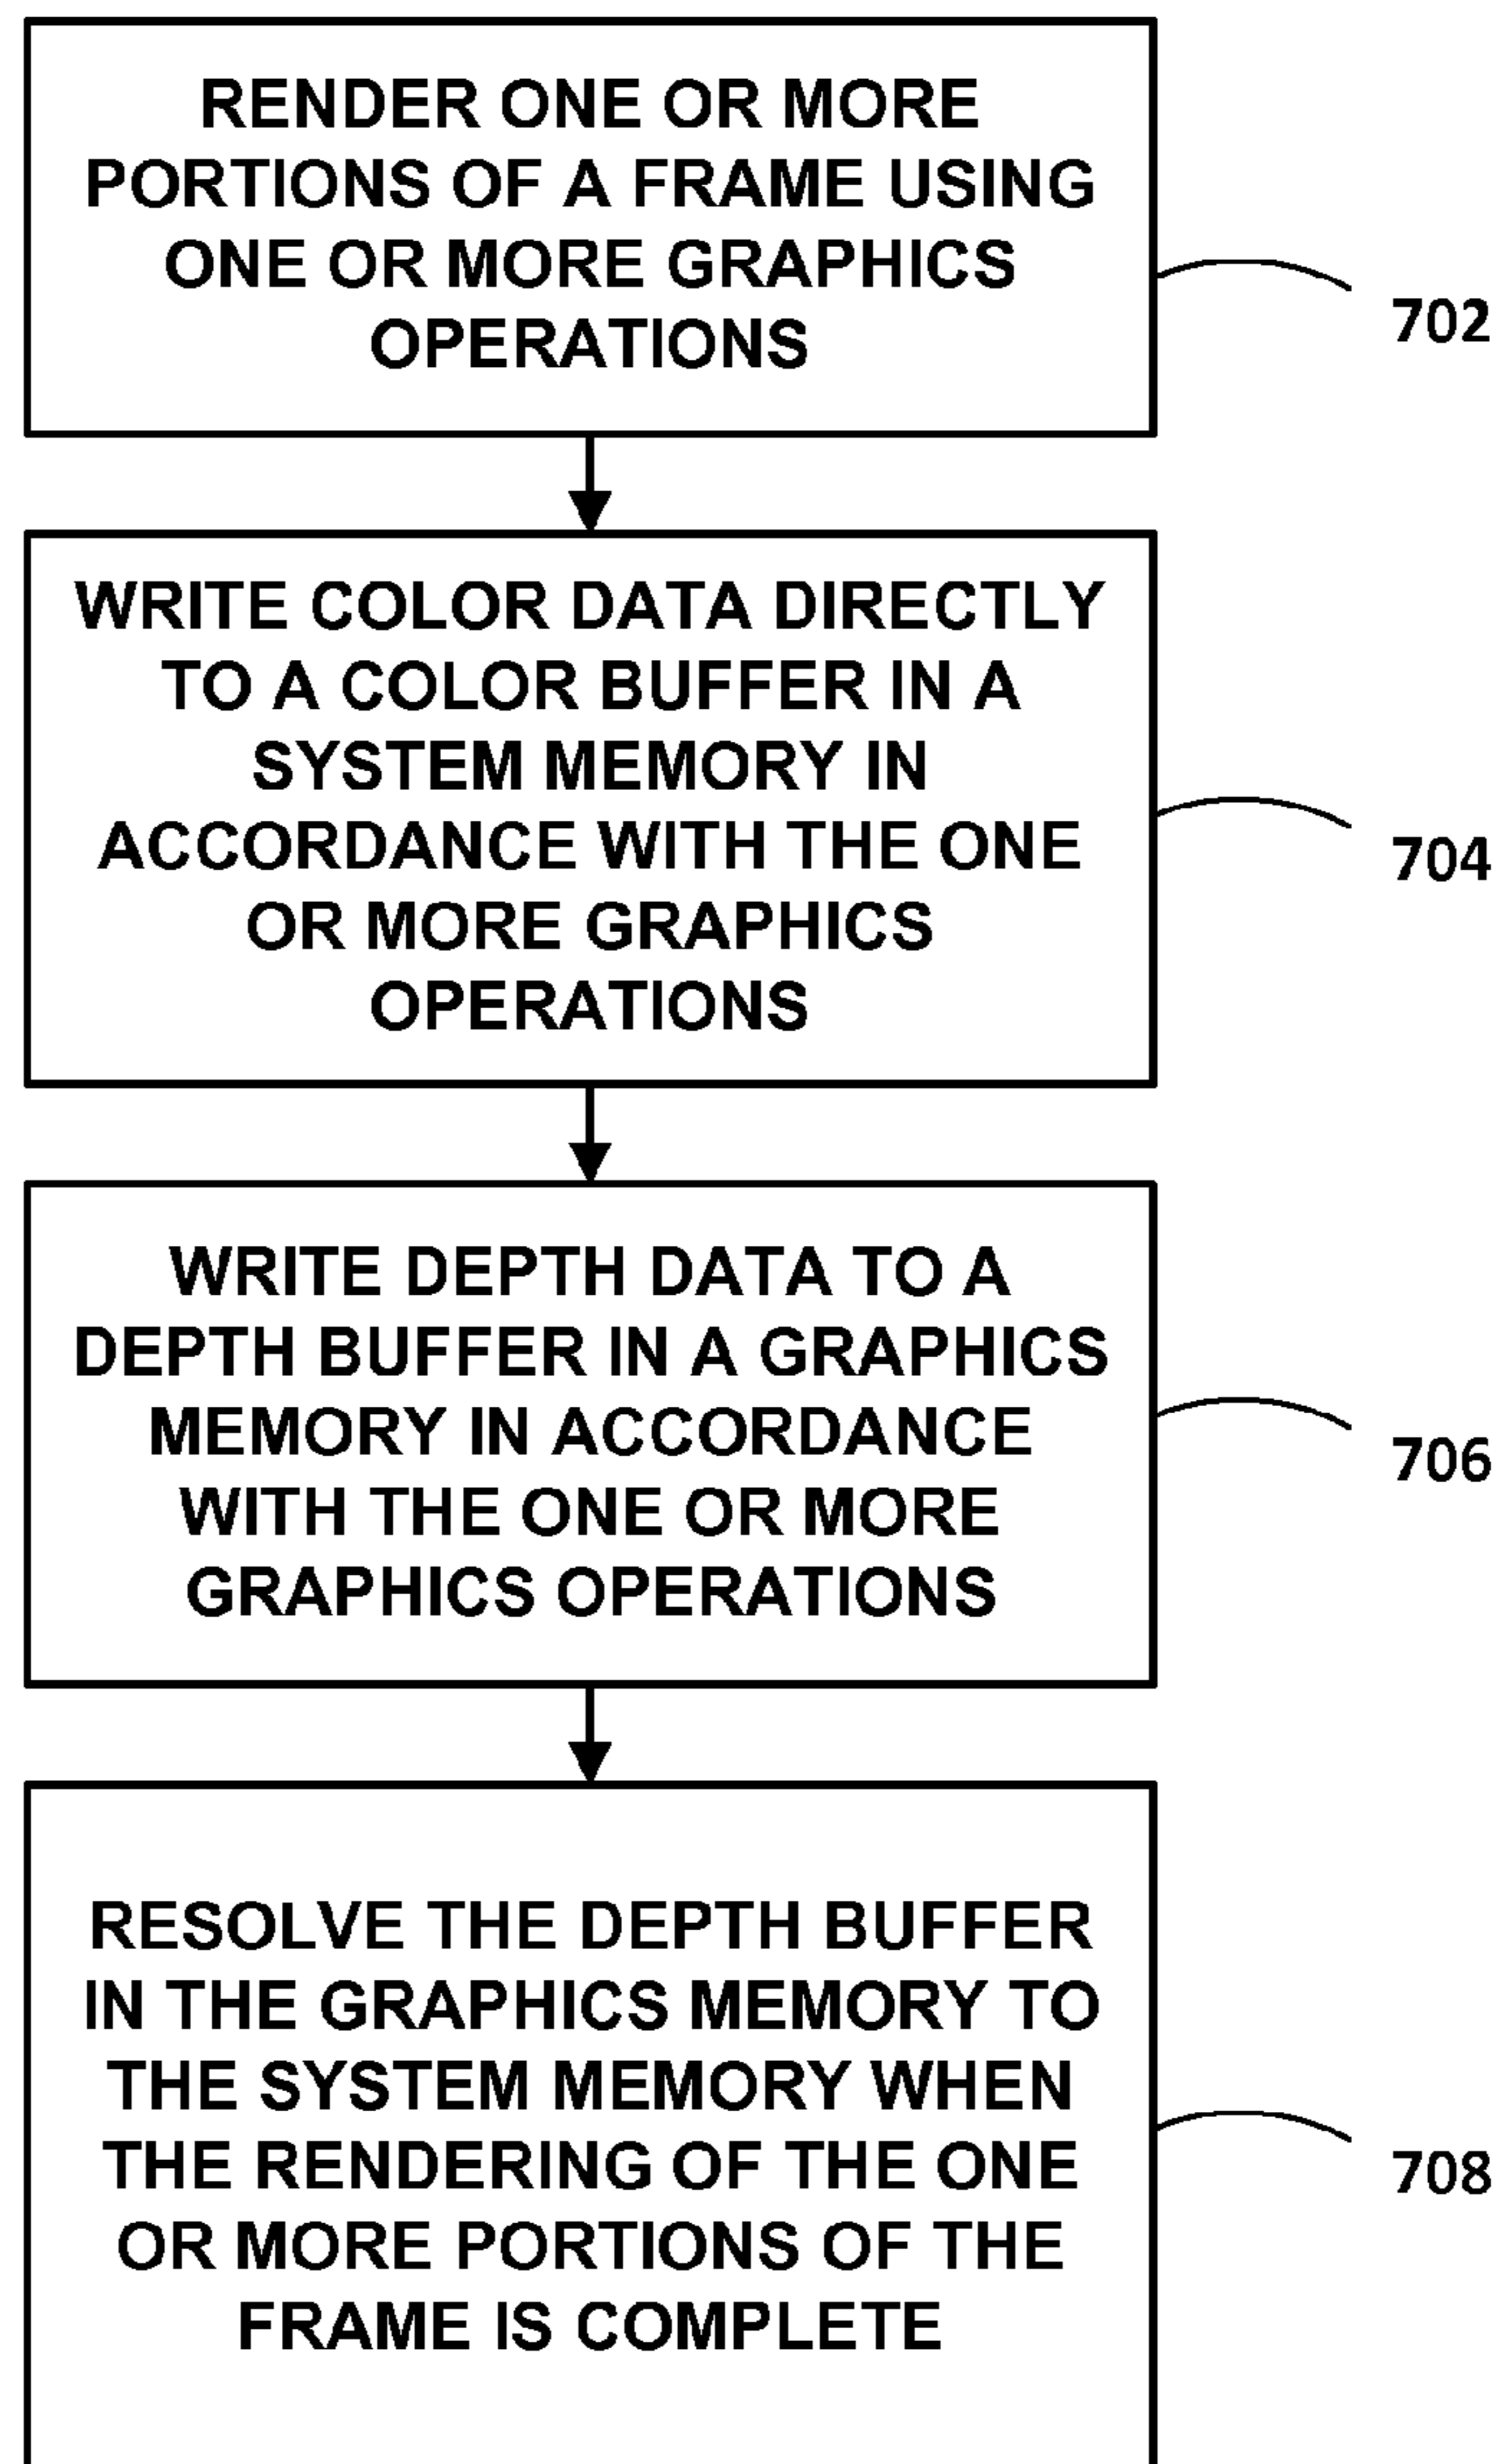 RENDER ONE OR MORE
PORTIONS OF A FRAME USING
ONE OR MORE GRAPHICS
OPERATIONS
702
WRITE COLOR DATA DIRECTLY
TO A COLOR BUFFER IN A
SYSTEM MEMORY IN
ACCORDANCE WITH THE ONE
OR MORE GRAPHICS
OPERATIONS
704
WRITE DEPTH DATA TO A
DEPTH BUFFER IN A GRAPHICS
MEMORY IN ACCORDANCE
WITH THE ONE OR MORE
GRAPHICS OPERATIONS
706
RESOLVE THE DEPTH BUFFER
IN THE GRAPHICS MEMORY TO
THE SYSTEM MEMORY WHEN
THE RENDERING OF THE ONE
OR MORE PORTIONS OF THE
FRAME IS COMPLETE
708